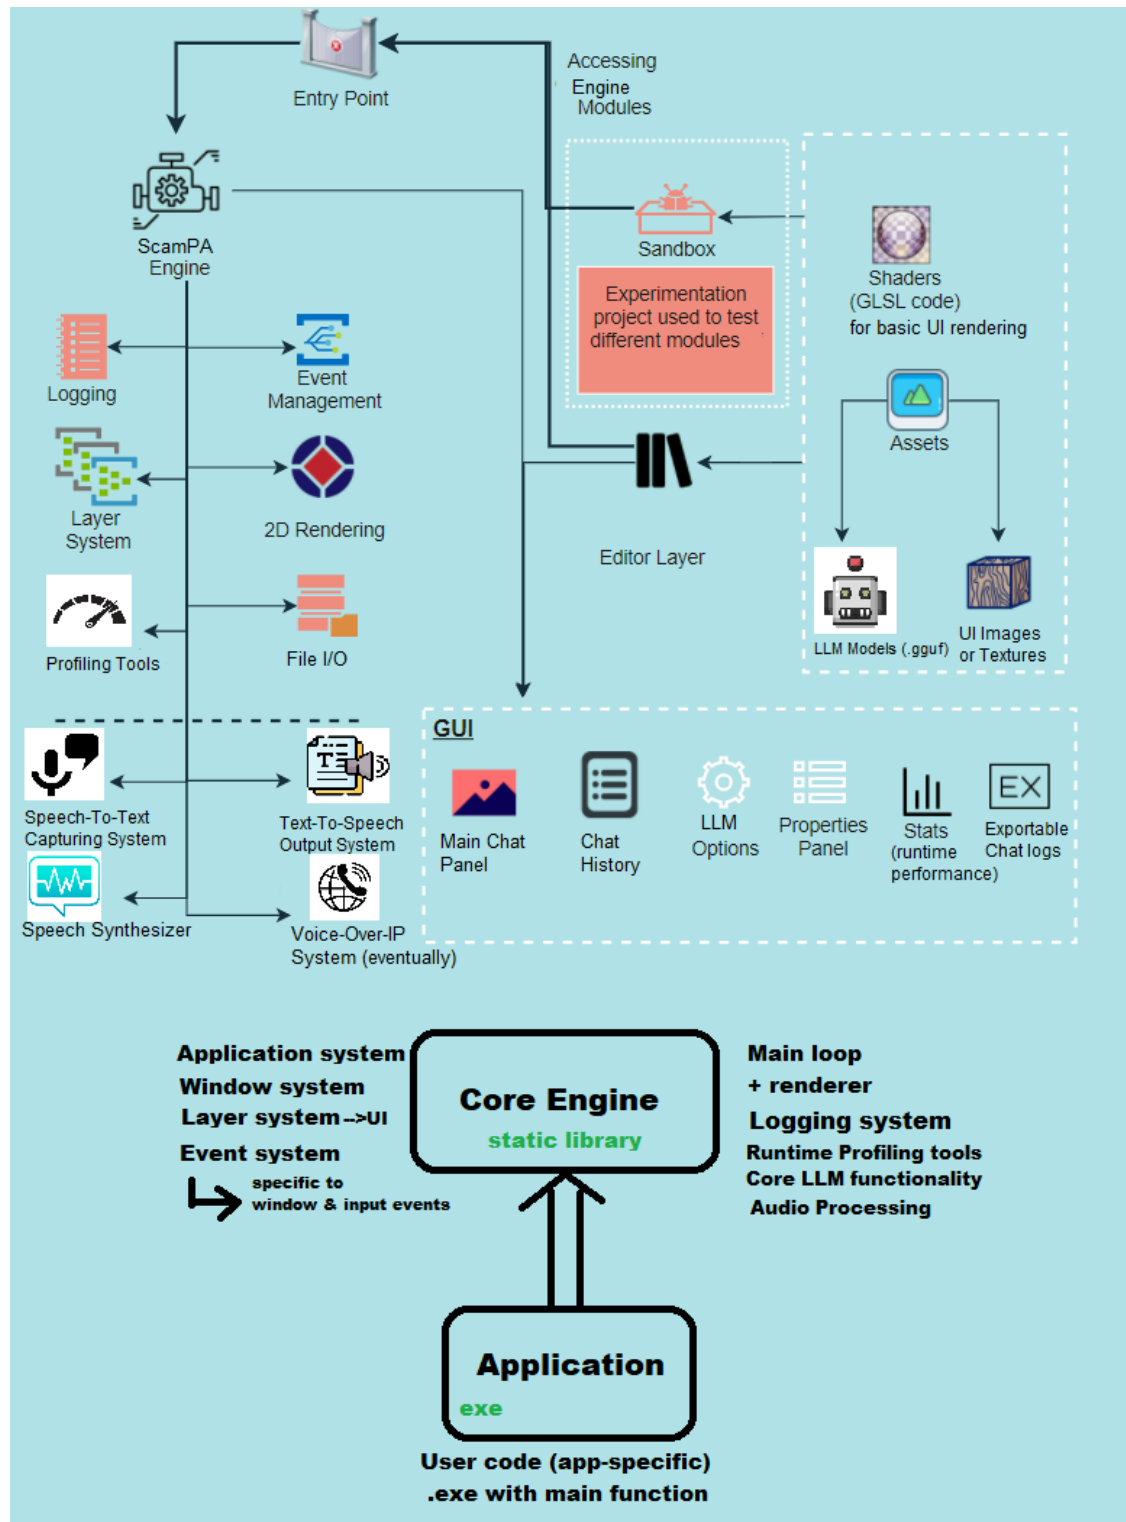 Entry Point
Accessing
Engine
Modules
ScamPA
Engine
Sandbox
Experimentation
project used to test
different modules
Shaders
(GLSL code)
for basic UI rendering
Assets
LLM Models (.gguf)
UI Images
or Textures
Editor Layer
Logging
Event
Management
Layer
System
2D Rendering
Profiling Tools
File I/O
Speech-To-Text
Capturing System
Text-To-Speech
Output System
Speech Synthesizer
Voice-Over-IP
System (eventually)
GUI
Main Chat
Panel
Chat
History
LLM
Options
Properties
Panel
Stats
(runtime
performance)
EX
Exportable
Chat logs
Application system
Window system
Layer system-->UI
Event system
specific to
window & input events
Core Engine
static library
Main loop
+ renderer
Logging system
Runtime Profiling tools
Core LLM functionality
Audio Processing
Application
exe
User code (app-specific)
.exe with main function